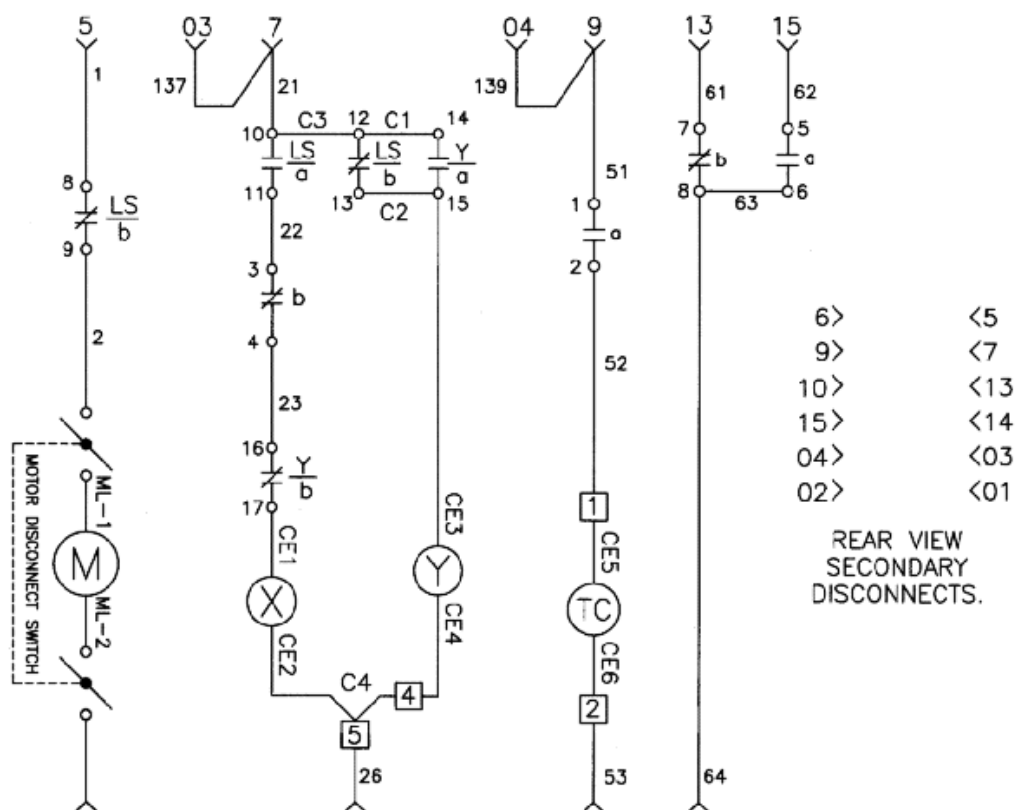 5 03 7 04 9 13 15
1 137 21 139 61 62
10 C3 12 C1 14 7 5
LS/a LS/b Y/a 51 b a
8 11 13 C2 15 1 8 63 6
LS/b 22 a
9 3 2
b
2 4 52
23
16
Y/b
17
ML-1 CE1 CE3 1 CE5
MOTOR DISCONNECT SWITCH
M X Y TC
ML-2 CE2 CE4 CE6
C4 4 2
5
26 53 64
6> <5
9> <7
10> <13
15> <14
04> <03
02> <01
REAR VIEW
SECONDARY
DISCONNECTS.